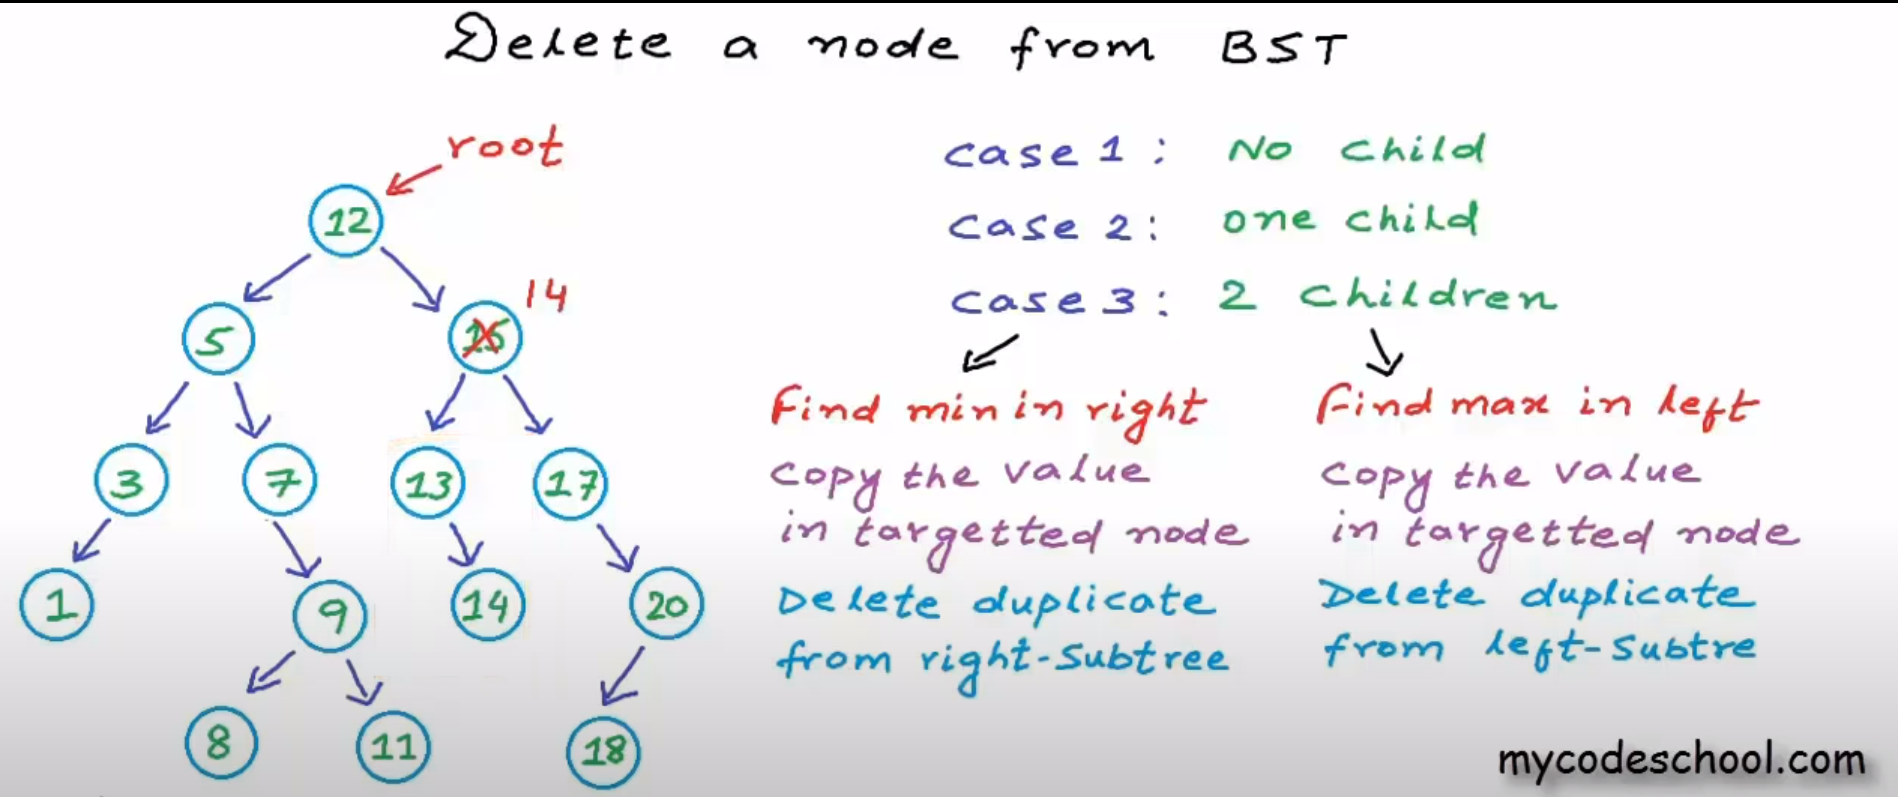 Delete a node from BST
root
12
14
5
15
3
7
13
17
1
9
14
20
8
11
18
case 1 : No child
case 2 : one child
case 3 : 2 children
Find min in right
copy the value
in targetted node
Delete duplicate
from right-subtree
Find max in left
copy the value
in targetted node
Delete duplicate
from left-subtre
mycodeschool.com